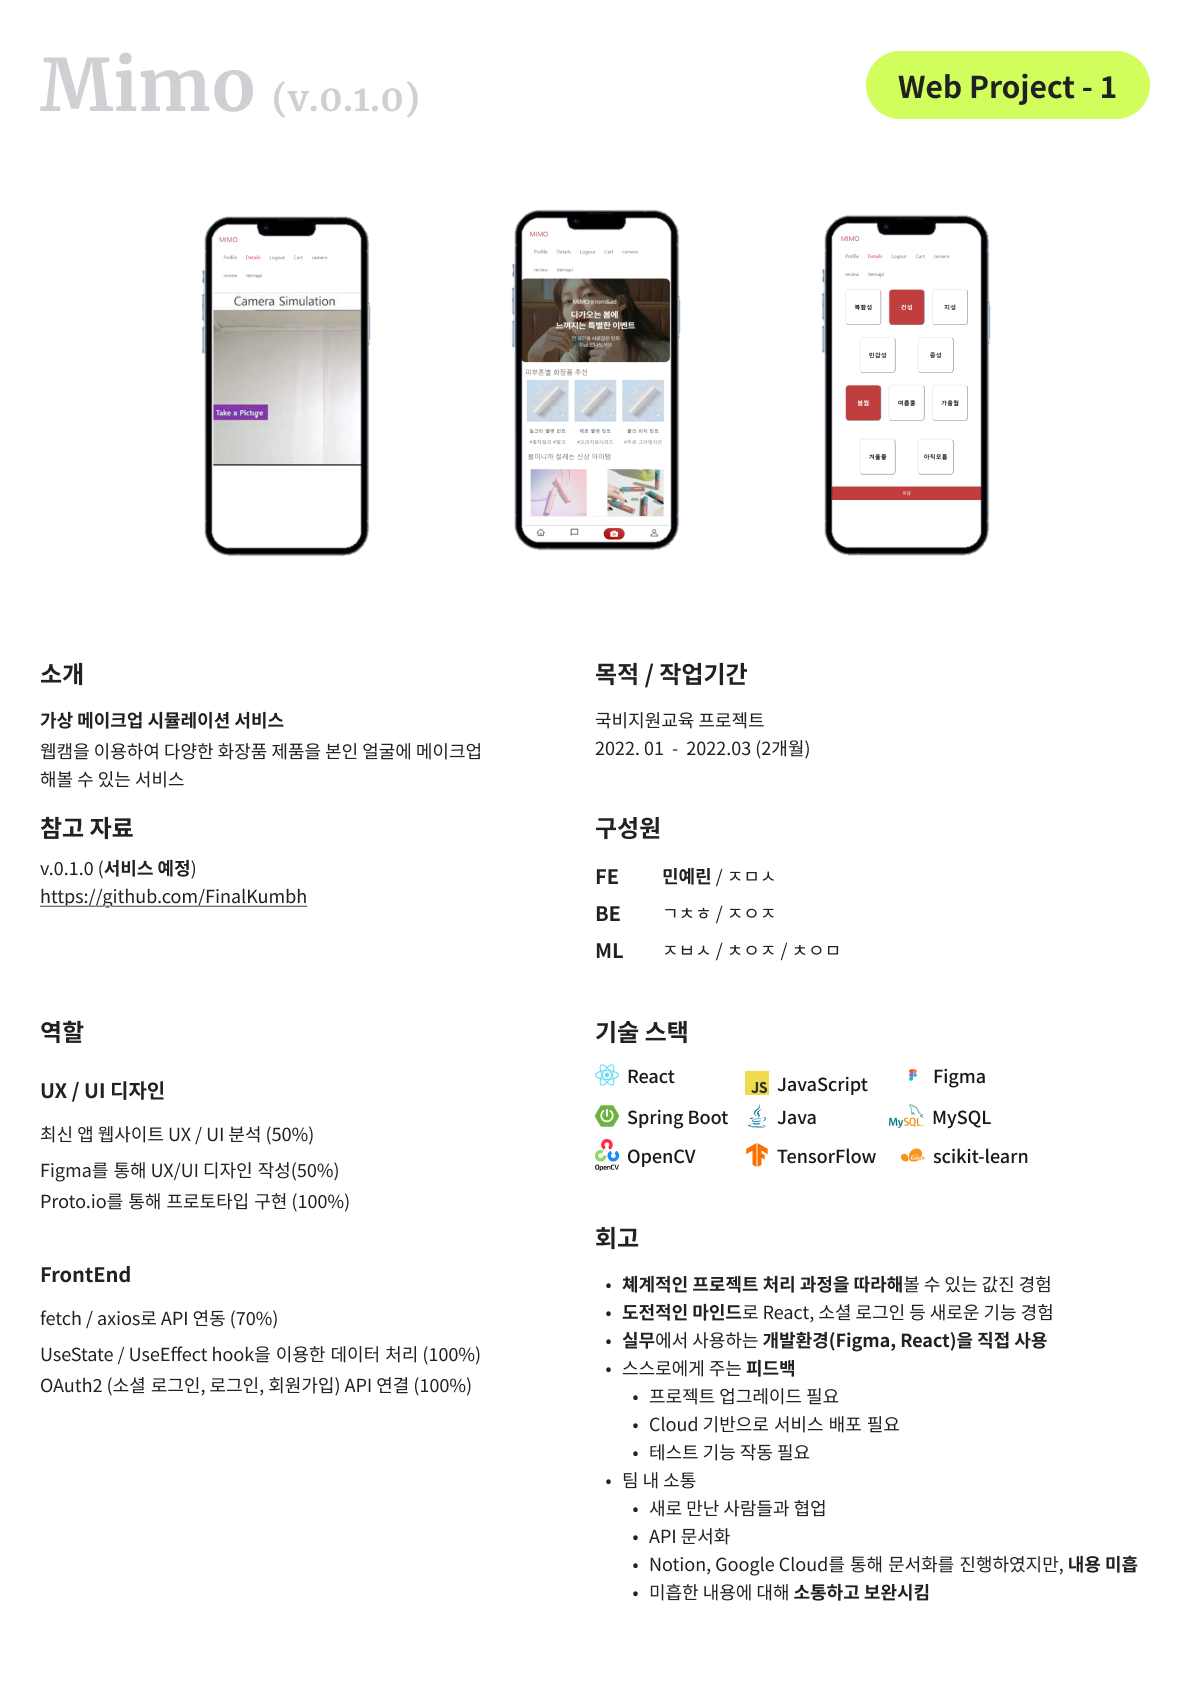 Mimo (v.0.1.0)
Web Project - 1
MIMO
Profile Details Logout Cart camera
review itemapi
Camera Simulation
Take a Picture
MIMO
Profile Details Logout Cart camera
review itemapi
MIMO x rom&ad
다가오는 봄에
느껴지는 특별한 이벤트
피부톤별 화장품 추천
봄이니까 설레는 신상 아이템
MIMO
Profile Details Logout Cart camera
review itemapi
복합성 건성 지성
민감성 중성
봄웜 여름쿨 가을웜
겨울쿨 아직모름
저장
소개
가상 메이크업 시뮬레이션 서비스
웹캠을 이용하여 다양한 화장품 제품을 본인 얼굴에 메이크업
해볼 수 있는 서비스
목적 / 작업기간
국비지원교육 프로젝트
2022. 01 - 2022.03 (2개월)
참고 자료
v.0.1.0 (서비스 예정)
https://github.com/FinalKumbh
구성원
FE 민예린 / ㅈㅁㅅ
BE ㄱㅊㅎ / ㅈㅇㅈ
ML ㅈㅂㅅ / ㅊㅇㅈ / ㅊㅇㅁ
역할
UX / UI 디자인
최신 앱 웹사이트 UX / UI 분석 (50%)
Figma를 통해 UX/UI 디자인 작성(50%)
Proto.io를 통해 프로토타입 구현 (100%)
FrontEnd
fetch / axios로 API 연동 (70%)
UseState / UseEffect hook을 이용한 데이터 처리 (100%)
OAuth2 (소셜 로그인, 로그인, 회원가입) API 연결 (100%)
기술 스택
React JS JavaScript Figma
Spring Boot Java MySQL MySQL
OpenCV OpenCV TensorFlow scikit-learn
회고
• 체계적인 프로젝트 처리 과정을 따라해볼 수 있는 값진 경험
• 도전적인 마인드로 React, 소셜 로그인 등 새로운 기능 경험
• 실무에서 사용하는 개발환경(Figma, React)을 직접 사용
• 스스로에게 주는 피드백
• 프로젝트 업그레이드 필요
• Cloud 기반으로 서비스 배포 필요
• 테스트 기능 작동 필요
• 팀 내 소통
• 새로 만난 사람들과 협업
• API 문서화
• Notion, Google Cloud를 통해 문서화를 진행하였지만, 내용 미흡
• 미흡한 내용에 대해 소통하고 보완시킴